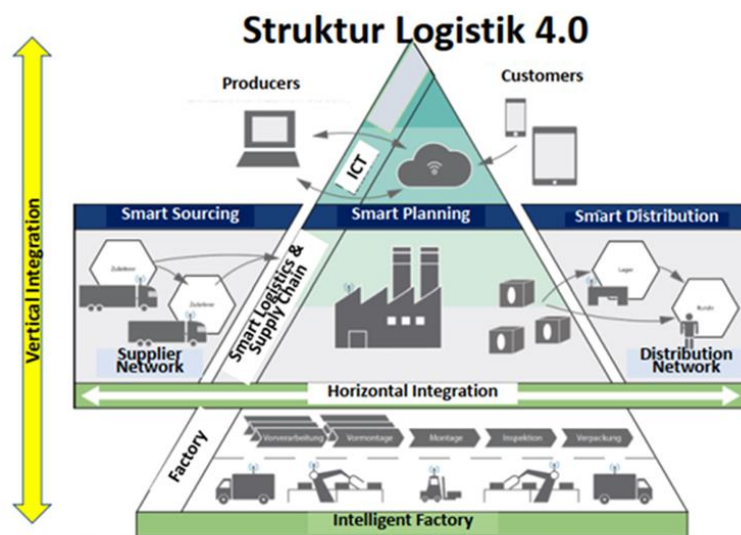 Struktur Logistik 4.0
Producers
Customers
ICT
Vertical Integration
Smart Sourcing
Smart Planning
Smart Distribution
Zulieferer
Zulieferer
Smart Logistics &
Supply Chain
Lager
Kunde
Supplier
Network
Distribution
Network
Horizontal Integration
Factory
Vorverarbeitung
Vormontage
Montage
Inspektion
Verpackung
Intelligent Factory